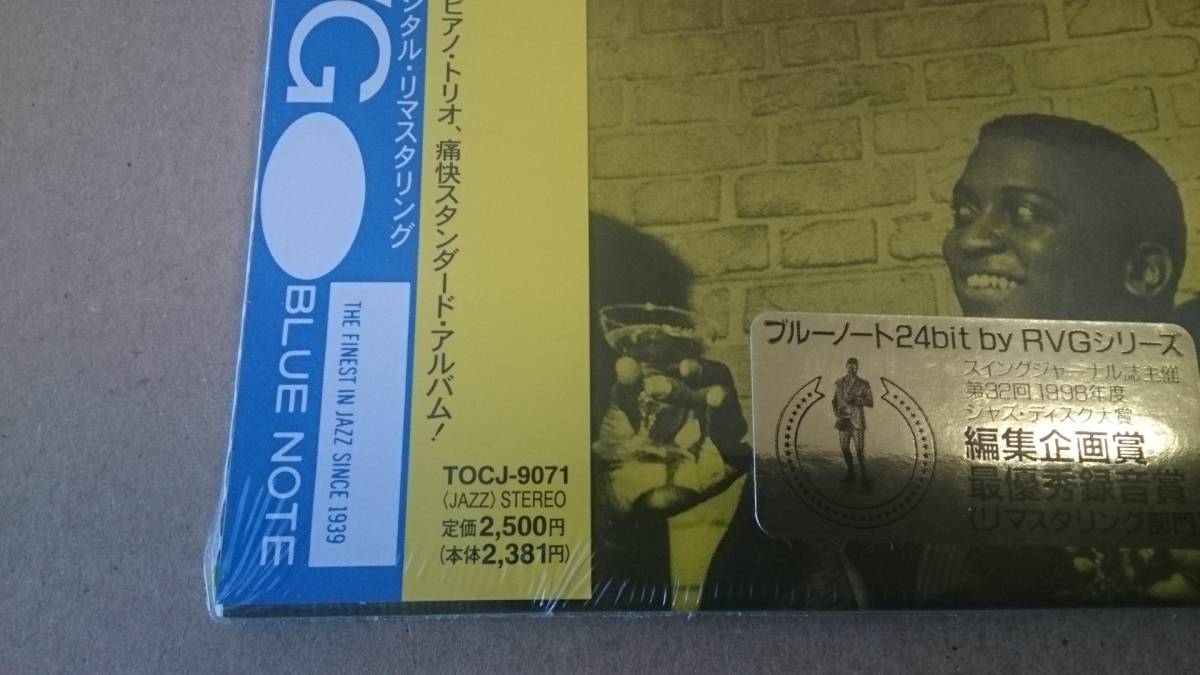 VG
BLUE NOTE
THE FINEST IN JAZZ SINCE 1939
ジタル・リマスタリング
ピアノ・トリオ、痛快スタンダード・アルバム!
TOCJ-9071
〈JAZZ〉STEREO
定価2,500円
(本体2,381円)
ブルーノート24bit by RVGシリーズ
スイングジャーナル誌主催
第32回1998年度
ジャズ・ディスク大賞
編集企画賞
最優秀録音賞
〈リマスタリング部門